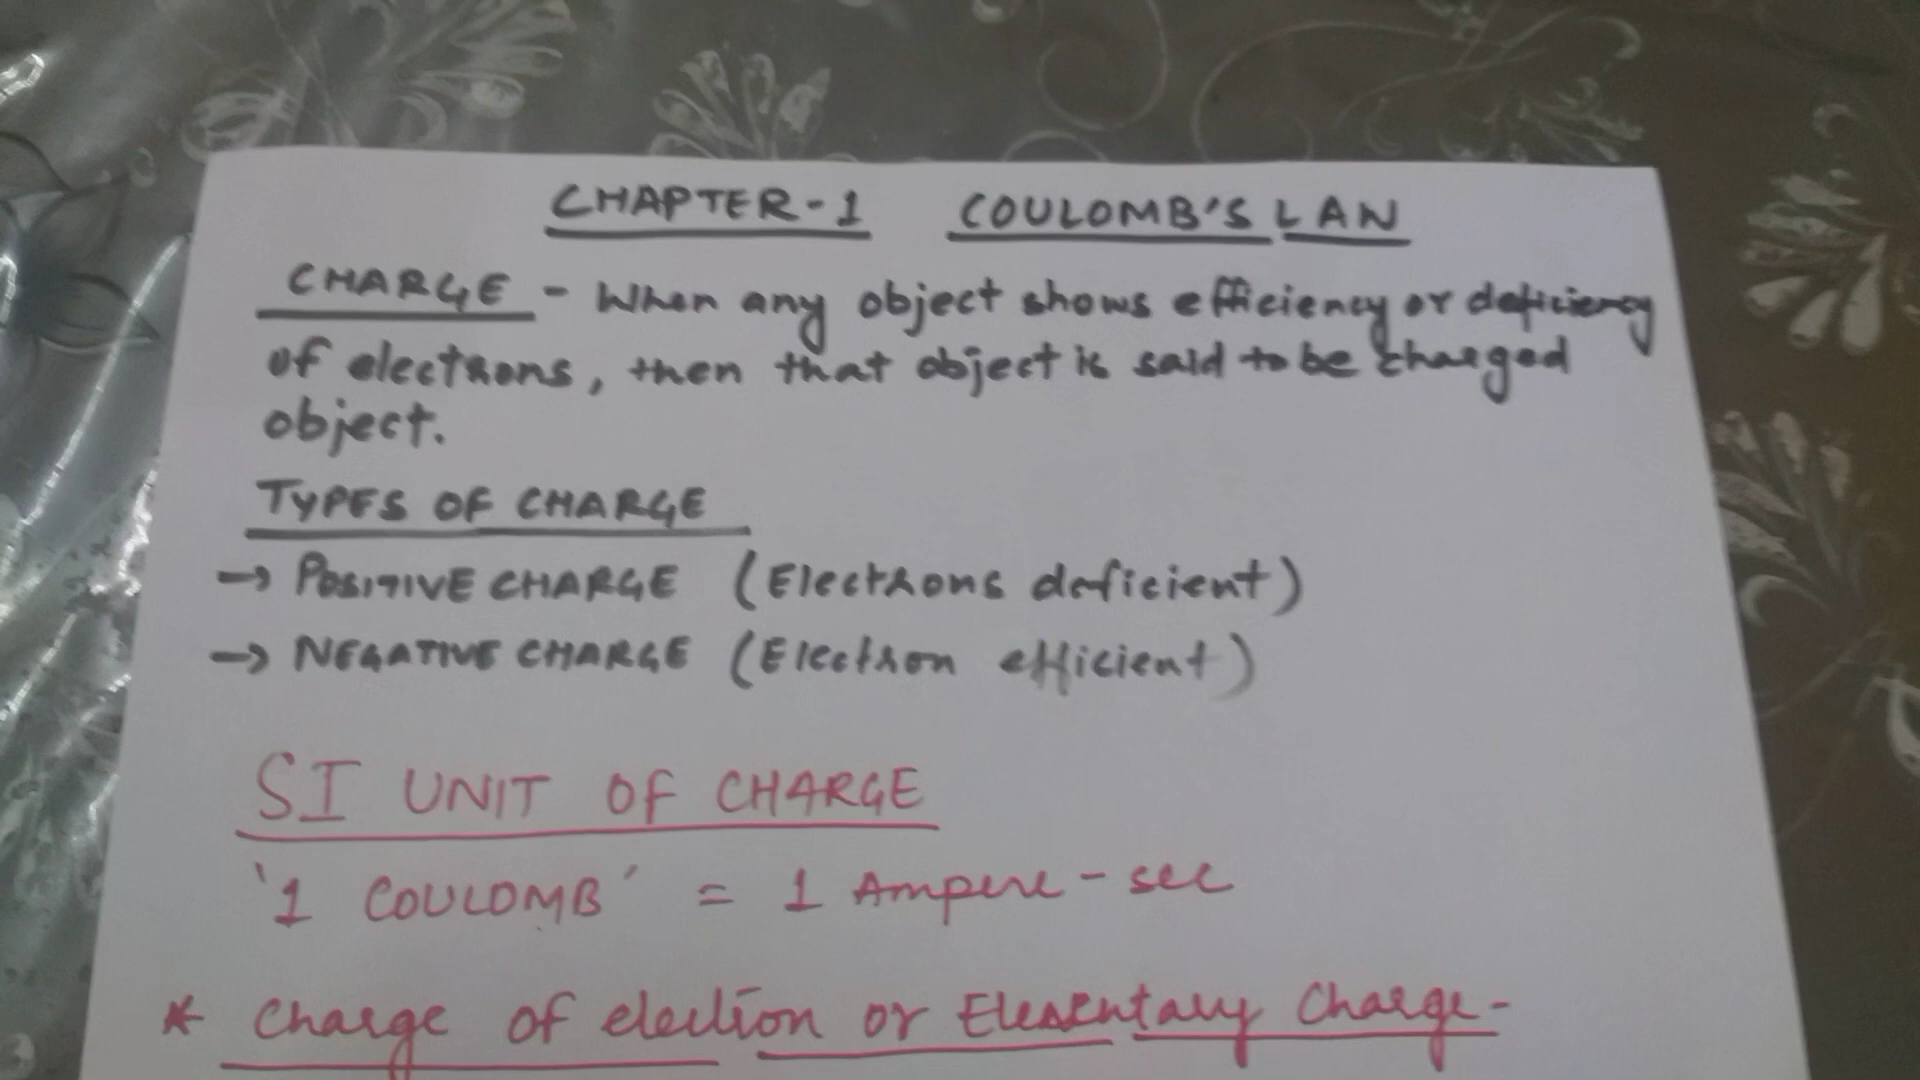 CHAPTER-1 COULOMB'S LAW
CHARGE - When any object shows efficiency or deficiency
of electrons, then that object is said to be charged
object.
TYPES OF CHARGE
→ POSITIVE CHARGE (Electrons deficient)
→ NEGATIVE CHARGE (Electron efficient)
SI UNIT OF CHARGE
'1 COULOMB' = 1 Ampere-sec
* Charge of election or Elementary Charge-